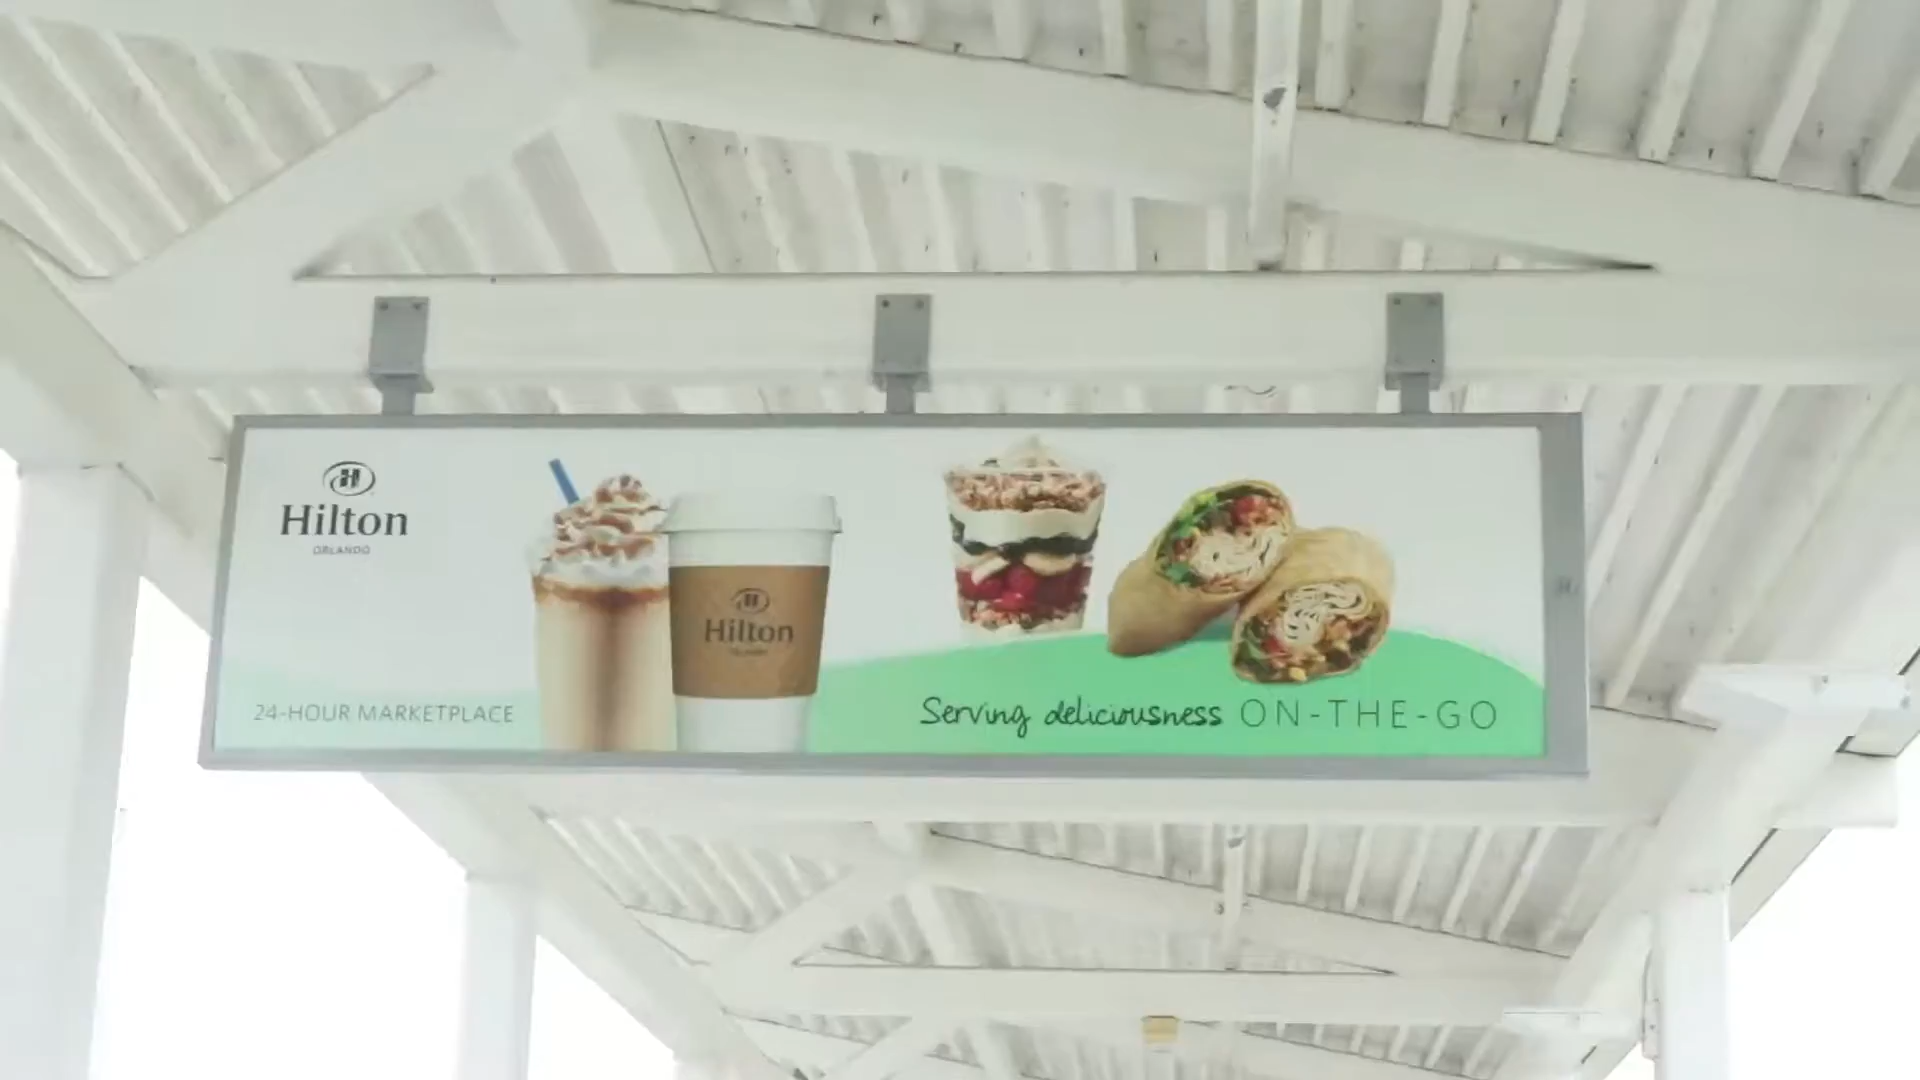 Hilton
ORLANDO
Hilton
24-HOUR MARKETPLACE
Serving deliciousness ON-THE-GO